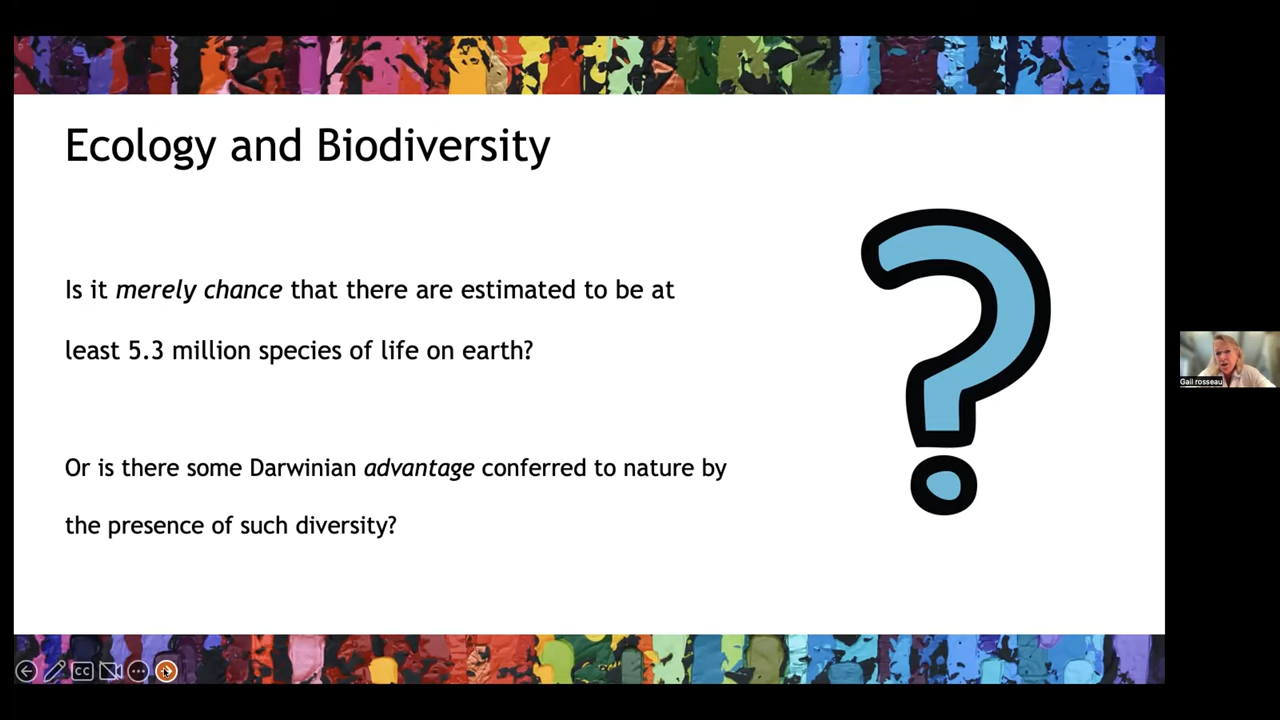 Ecology and Biodiversity
Is it merely chance that there are estimated to be at
least 5.3 million species of life on earth?
Or is there some Darwinian advantage conferred to nature by
the presence of such diversity?
Gail rosseau
CC